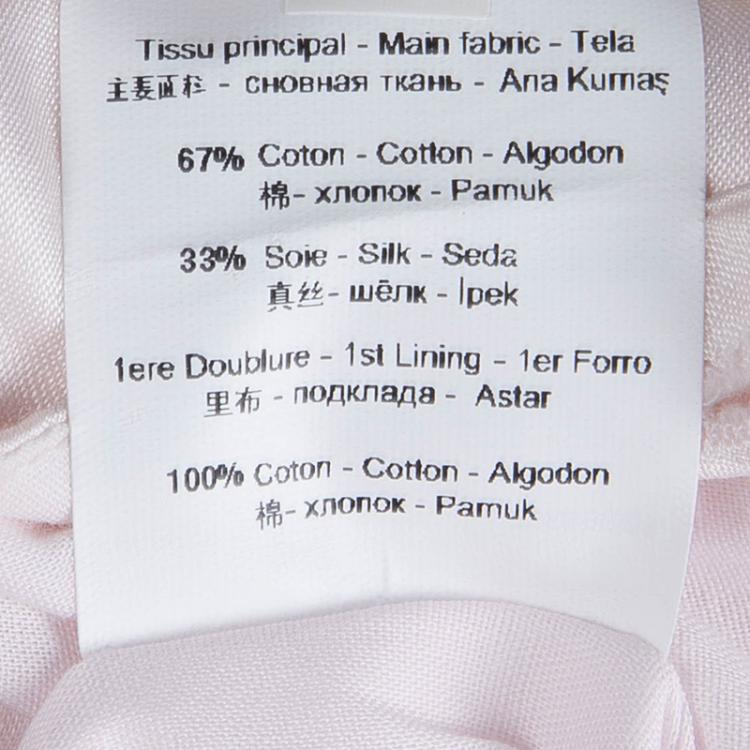 Tissu principal - Main fabric - Tela
主要面料 - сновная ткань - Ana Kumaş
67% Coton - Cotton - Algodon
棉- хлопок - Pamuk
33% Soie - Silk - Seda
真丝- шёлк - Ipek
1ere Doublure - 1st Lining - 1er Forro
里布 - подклада - Astar
100% Coton - Cotton - Algodon
棉- хлопок - Pamuk